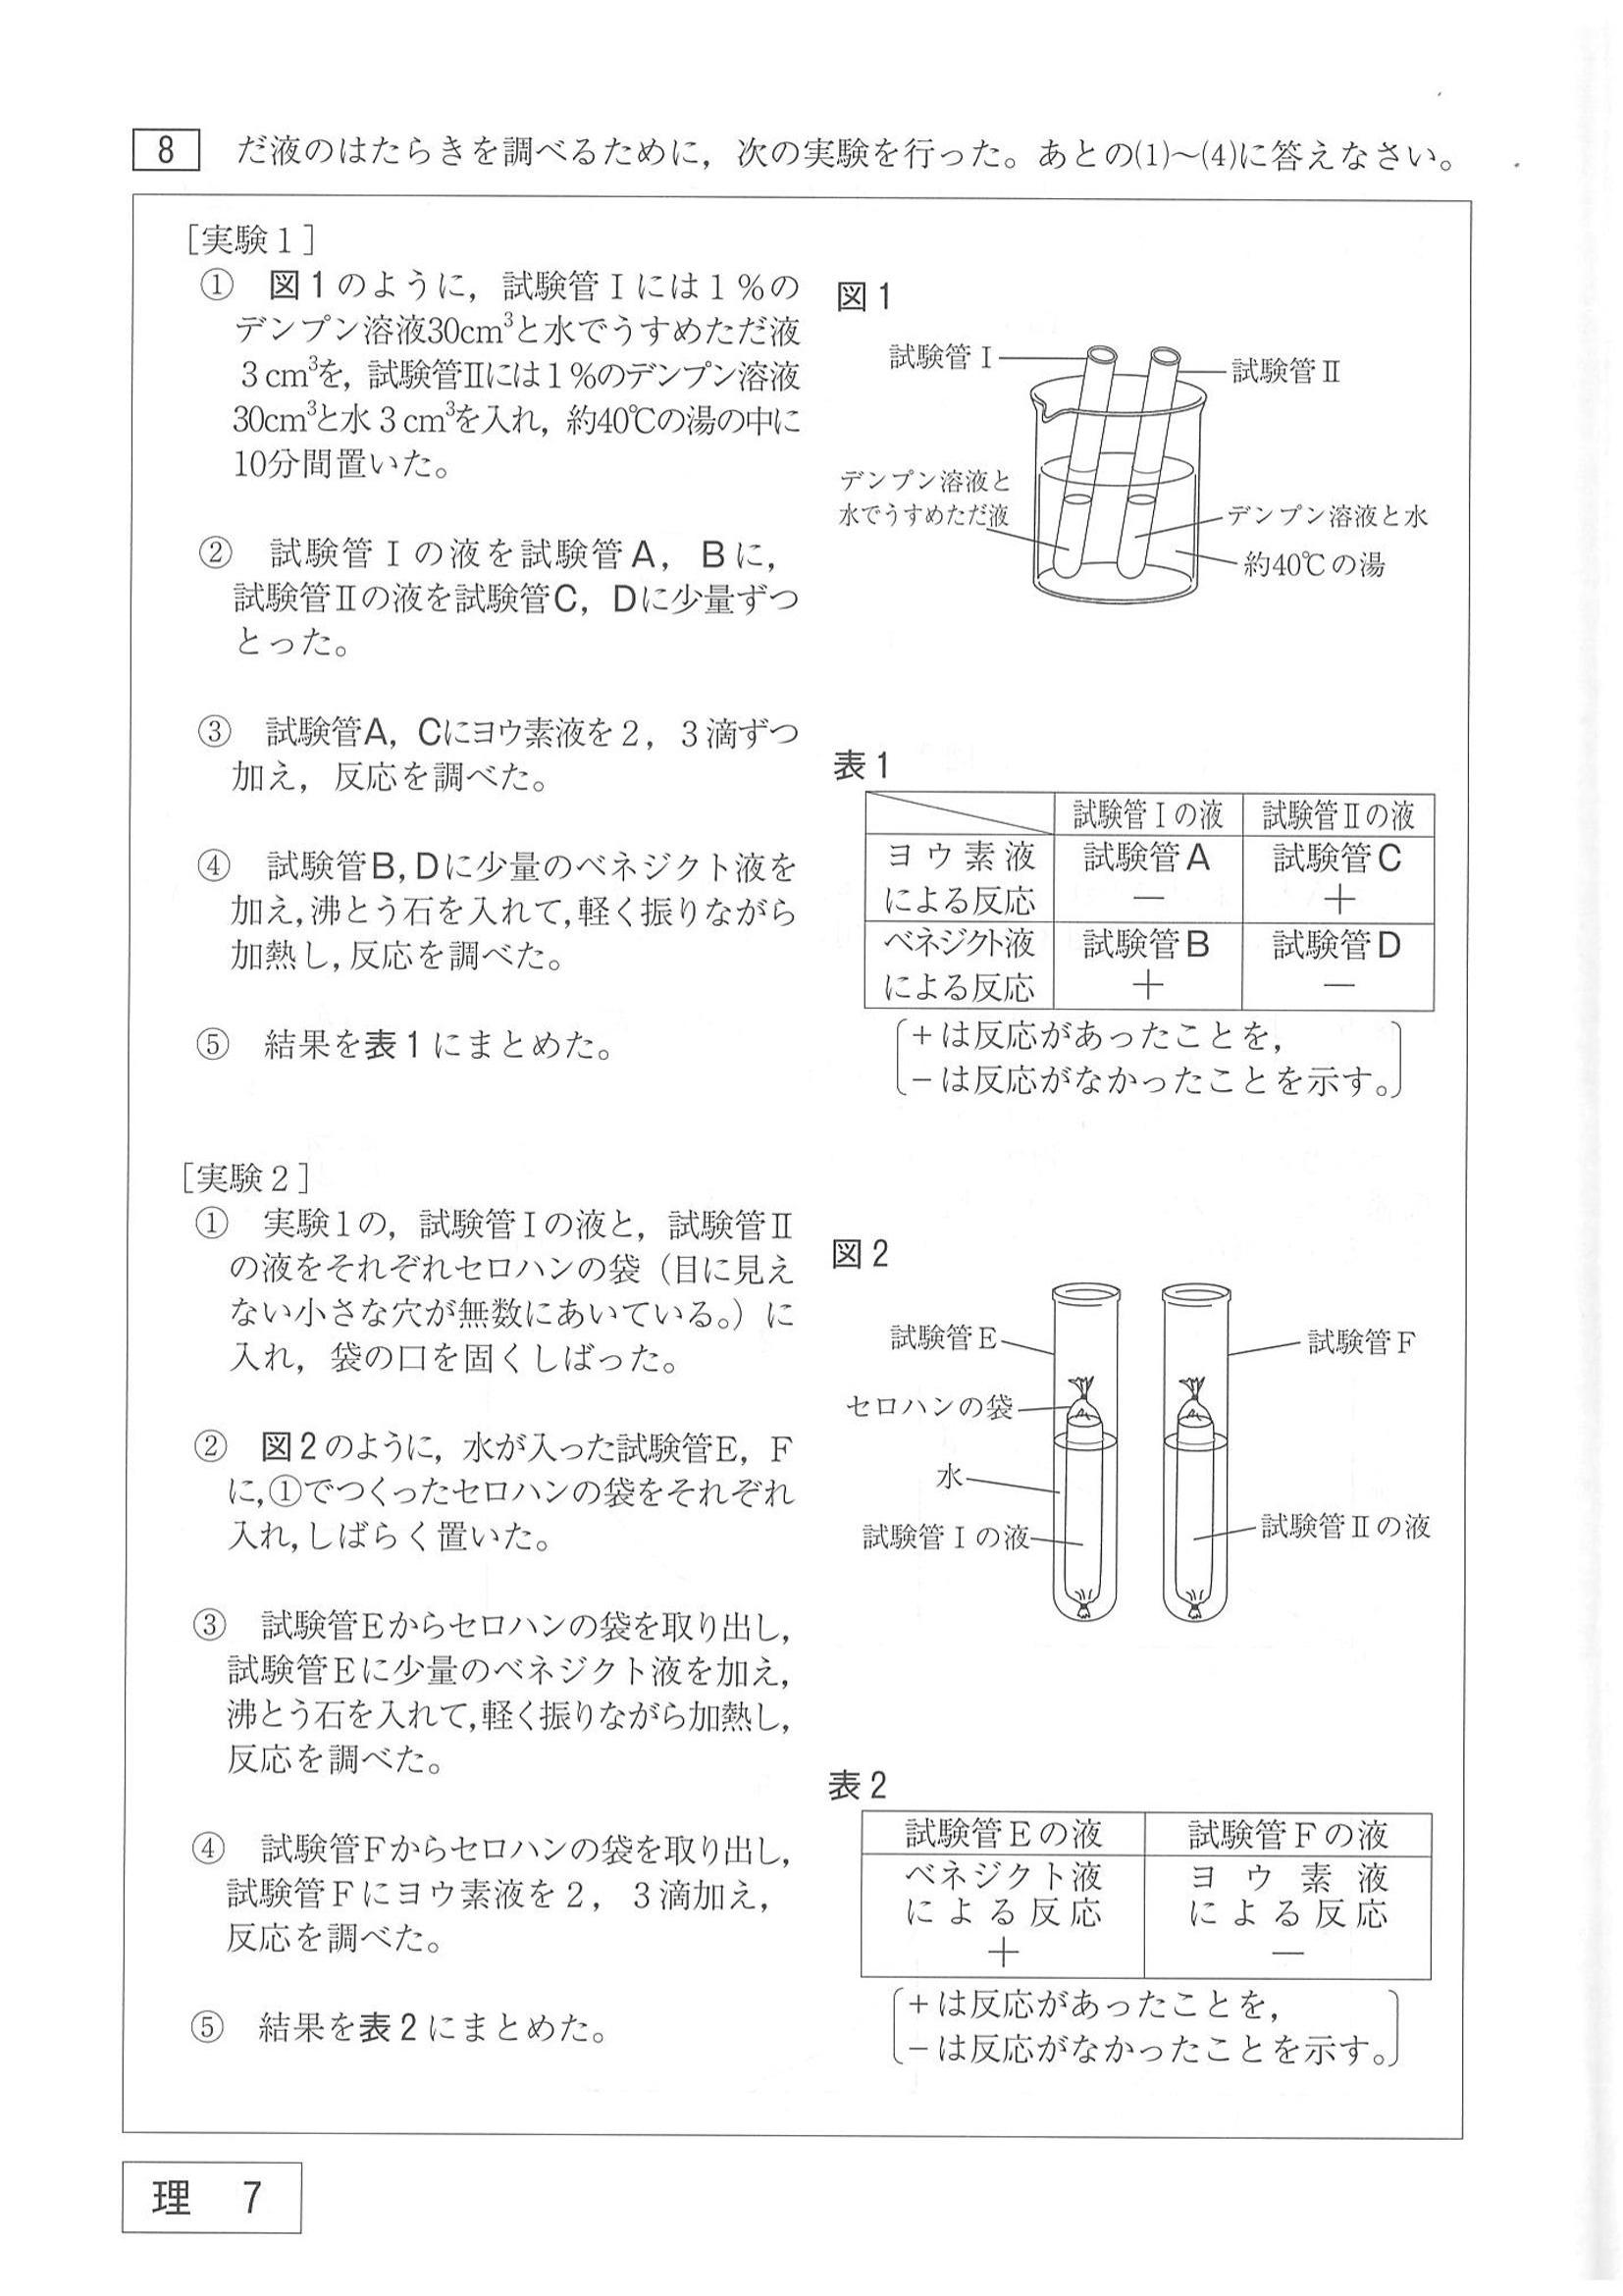 8 だ液のはたらきを調べるために，次の実験を行った。あとの(1)～(4)に答えなさい。
［実験１］
① 図1のように，試験管Ⅰには１％の
デンプン溶液30cm³と水でうすめただ液
３cm³を，試験管Ⅱには１％のデンプン溶液
30cm³と水３cm³を入れ，約40℃の湯の中に
10分間置いた。
② 試験管Ⅰの液を試験管A，Bに，
試験管Ⅱの液を試験管C，Dに少量ずつ
とった。
③ 試験管A，Cにヨウ素液を２，３滴ずつ
加え，反応を調べた。
④ 試験管B，Dに少量のベネジクト液を
加え，沸とう石を入れて，軽く振りながら
加熱し，反応を調べた。
⑤ 結果を表1にまとめた。
図1
試験管Ⅰ
試験管Ⅱ
デンプン溶液と
水でうすめただ液
デンプン溶液と水
約40℃の湯
表1
試験管Ⅰの液 試験管Ⅱの液
ヨウ素液 試験管A 試験管C
による反応 － ＋
ベネジクト液 試験管B 試験管D
による反応 ＋ －
＋は反応があったことを，
－は反応がなかったことを示す。
［実験２］
① 実験1の，試験管Ⅰの液と，試験管Ⅱ
の液をそれぞれセロハンの袋（目に見え
ない小さな穴が無数にあいている。）に
入れ，袋の口を固くしばった。
② 図2のように，水が入った試験管E，F
に，①でつくったセロハンの袋をそれぞれ
入れ，しばらく置いた。
③ 試験管Eからセロハンの袋を取り出し，
試験管Eに少量のベネジクト液を加え，
沸とう石を入れて，軽く振りながら加熱し，
反応を調べた。
④ 試験管Fからセロハンの袋を取り出し，
試験管Fにヨウ素液を２，３滴加え，
反応を調べた。
⑤ 結果を表2にまとめた。
図2
試験管E
試験管F
セロハンの袋
水
試験管Ⅰの液
試験管Ⅱの液
表2
試験管Eの液 試験管Fの液
ベネジクト液 ヨウ素液
による反応 による反応
＋ －
＋は反応があったことを，
－は反応がなかったことを示す。
理 7